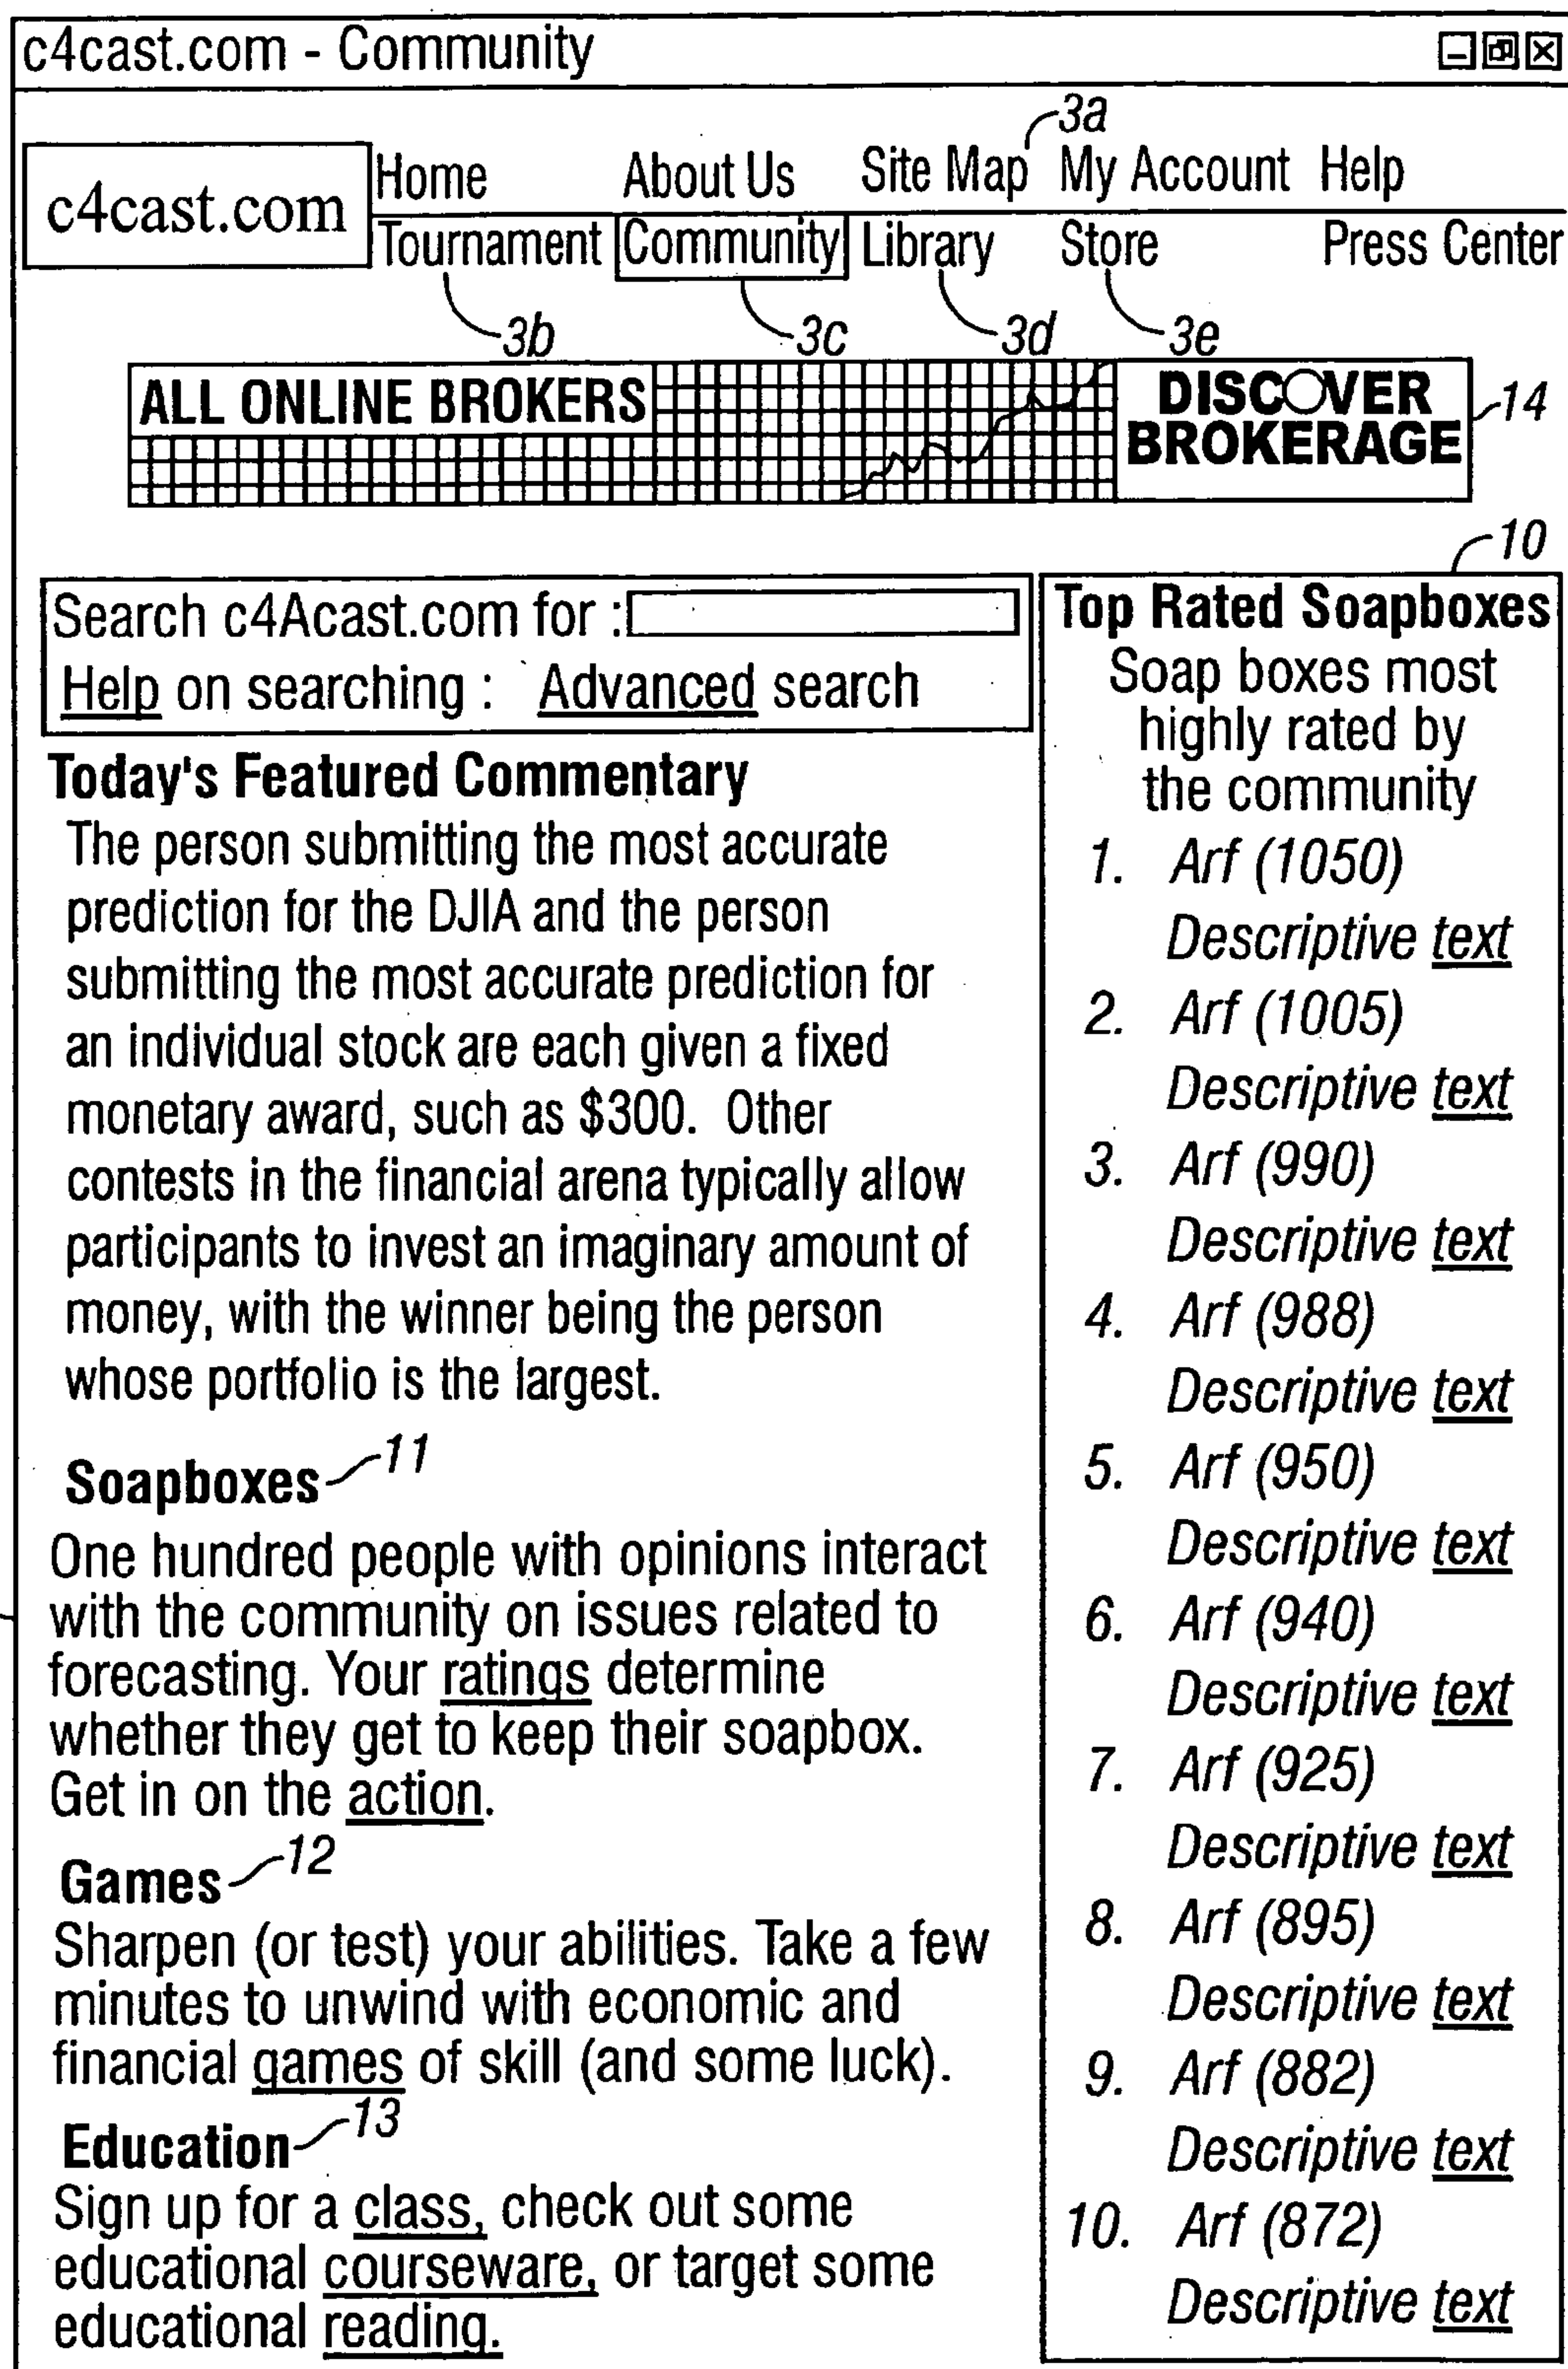 c4cast.com - Community
3a
c4cast.com
Home About Us Site Map My Account Help
Tournament Community Library Store Press Center
3b 3c 3d 3e
ALL ONLINE BROKERS
DISCOVER
BROKERAGE
14
10
Search c4Acast.com for :
Help on searching : Advanced search
Today's Featured Commentary
The person submitting the most accurate
prediction for the DJIA and the person
submitting the most accurate prediction for
an individual stock are each given a fixed
monetary award, such as $300. Other
contests in the financial arena typically allow
participants to invest an imaginary amount of
money, with the winner being the person
whose portfolio is the largest.
Soapboxes 11
One hundred people with opinions interact
with the community on issues related to
forecasting. Your ratings determine
whether they get to keep their soapbox.
Get in on the action.
Games 12
Sharpen (or test) your abilities. Take a few
minutes to unwind with economic and
financial games of skill (and some luck).
Education 13
Sign up for a class, check out some
educational courseware, or target some
educational reading.
Top Rated Soapboxes
Soap boxes most
highly rated by
the community
1. Arf (1050)
Descriptive text
2. Arf (1005)
Descriptive text
3. Arf (990)
Descriptive text
4. Arf (988)
Descriptive text
5. Arf (950)
Descriptive text
6. Arf (940)
Descriptive text
7. Arf (925)
Descriptive text
8. Arf (895)
Descriptive text
9. Arf (882)
Descriptive text
10. Arf (872)
Descriptive text